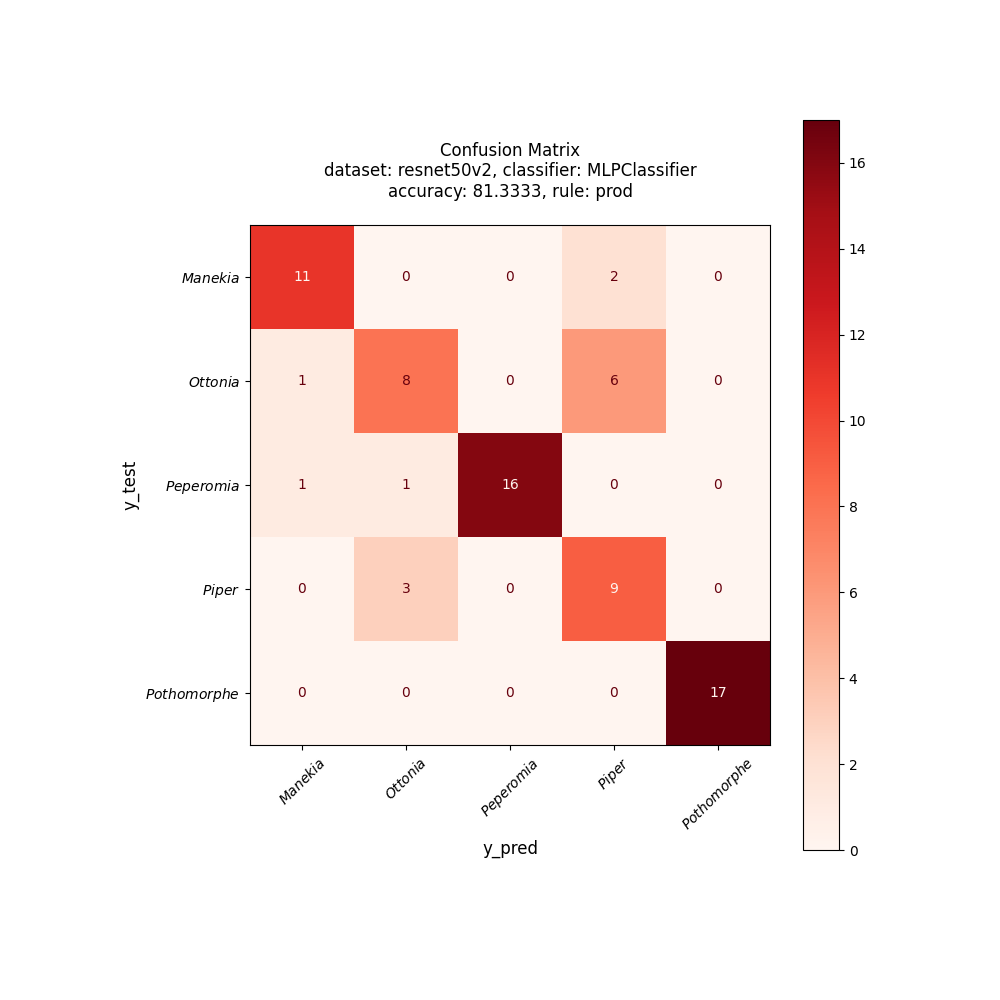 Confusion Matrix
dataset: resnet50v2, classifier: MLPClassifier
accuracy: 81.3333, rule: prod
y_test
Manekia 11 0 0 2 0
Ottonia 1 8 0 6 0
Peperomia 1 1 16 0 0
Piper 0 3 0 9 0
Pothomorphe 0 0 0 0 17
Manekia Ottonia Peperomia Piper Pothomorphe
y_pred
16
14
12
10
8
6
4
2
0